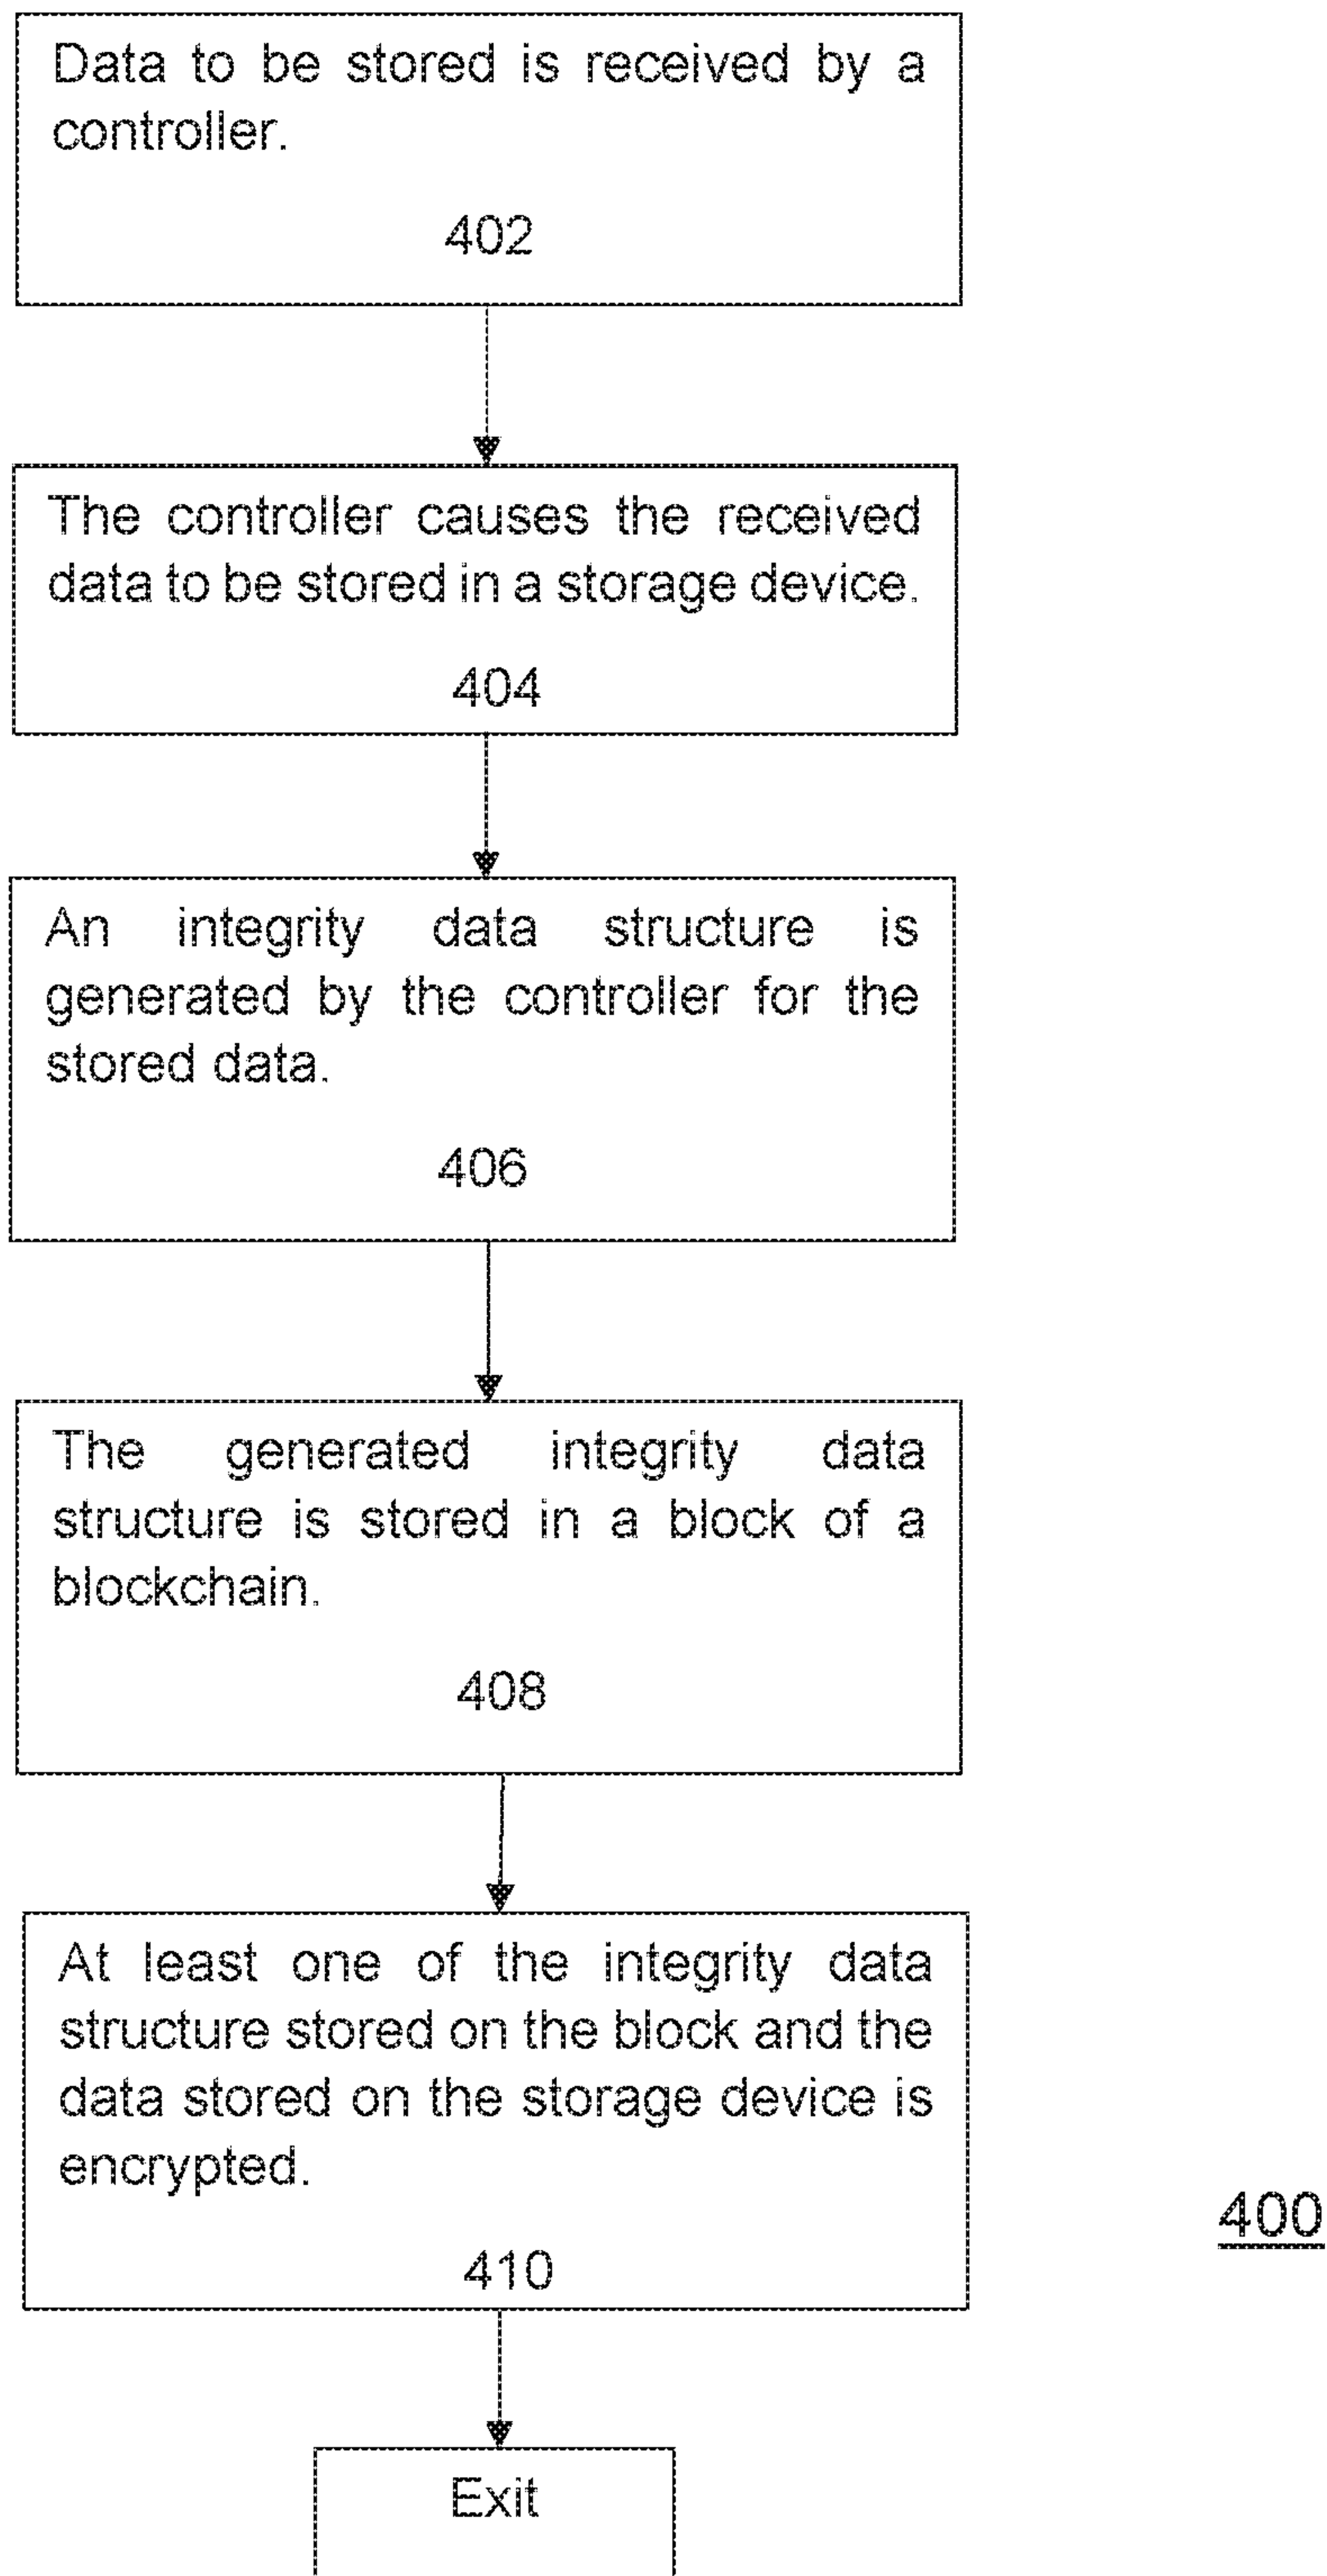 Data to be stored is received by a
controller.
402
The controller causes the received
data to be stored in a storage device.
404
An integrity data structure is
generated by the controller for the
stored data.
406
The generated integrity data
structure is stored in a block of a
blockchain.
408
At least one of the integrity data
structure stored on the block and the
data stored on the storage device is
encrypted.
410
400
Exit